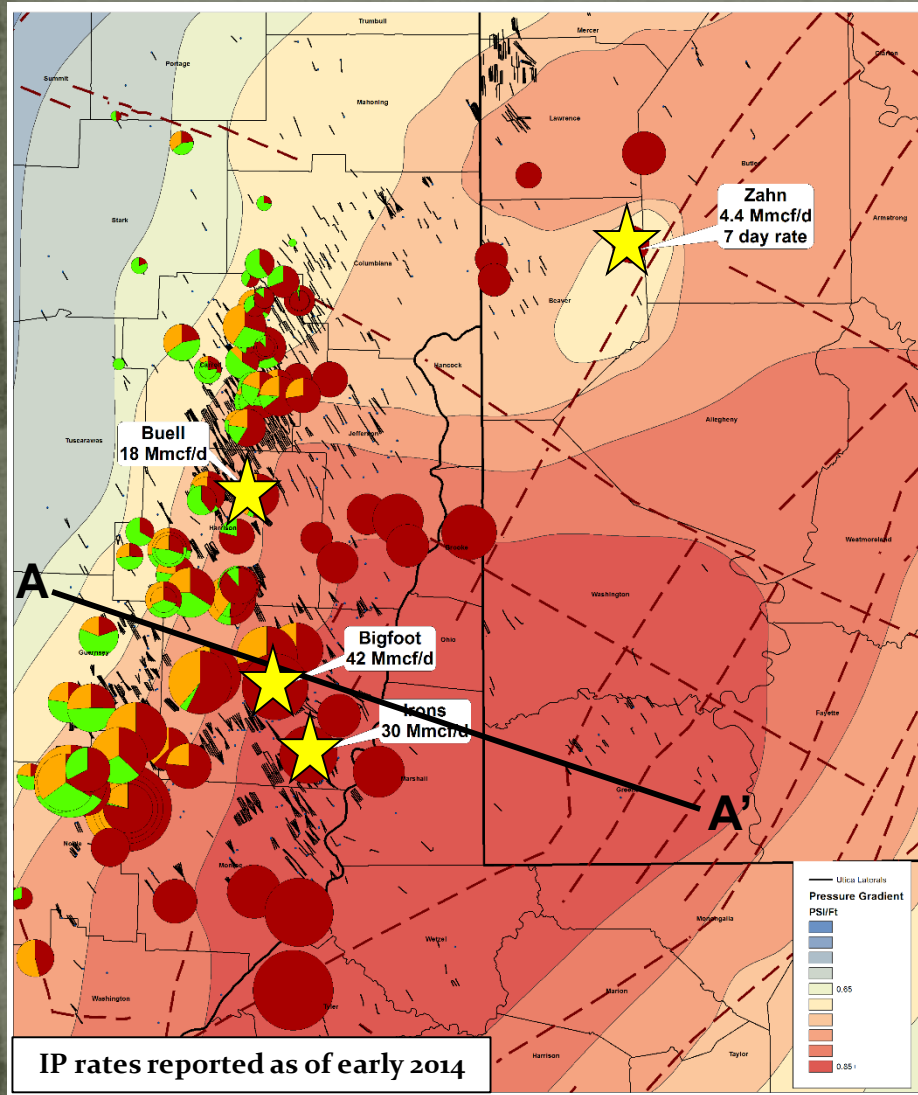 Trumbull
Mercer
Portage
Clarion
Summit
Mahoning
Lawrence
Butler
Zahn
4.4 Mmcf/d
7 day rate
Armstrong
Stark
Columbiana
Beaver
Carroll
Hancock
Allegheny
Tuscarawas
Jefferson
Buell
18 Mmcf/d
Harrison
Westmoreland
Brooke
A
Washington
Ohio
Guernsey
Bigfoot
42 Mmcf/d
Irons
30 Mmcf/d
Fayette
Marshall
Greene
A'
Noble
Monroe
Utica Laterals
Pressure Gradient
PSI/Ft
0.65
0.85
Monongalia
Wetzel
Washington
Tyler
Marion
Harrison
Taylor
IP rates reported as of early 2014